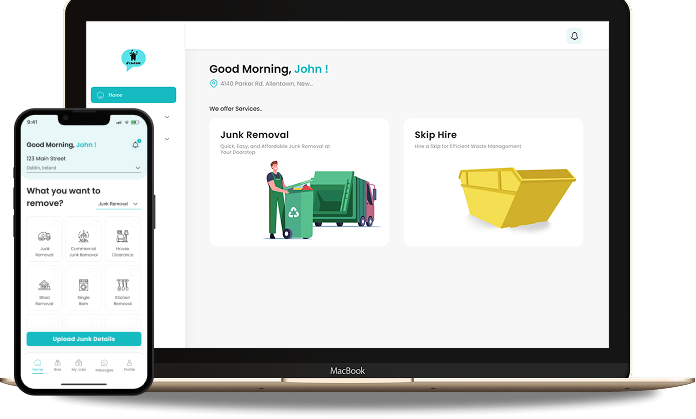 Good Morning, John !
4140 Parker Rd. Allentown, New...
Home
We offer Services..
Junk Removal
Quick, Easy, and Affordable Junk Removal at
Your Doorstep
Skip Hire
Hire a Skip for Efficient Waste Management
MacBook
9:41
Good Morning, John !
123 Main Street
Dublin, Ireland
What you want to
remove?
Junk Removal
Junk
Removal
Commercial
Junk Removal
House
Clearance
Shed
Removal
Single
Item
Kitchen
Removal
Upload Junk Details
Home
Bids
My Jobs
Messages
Profile